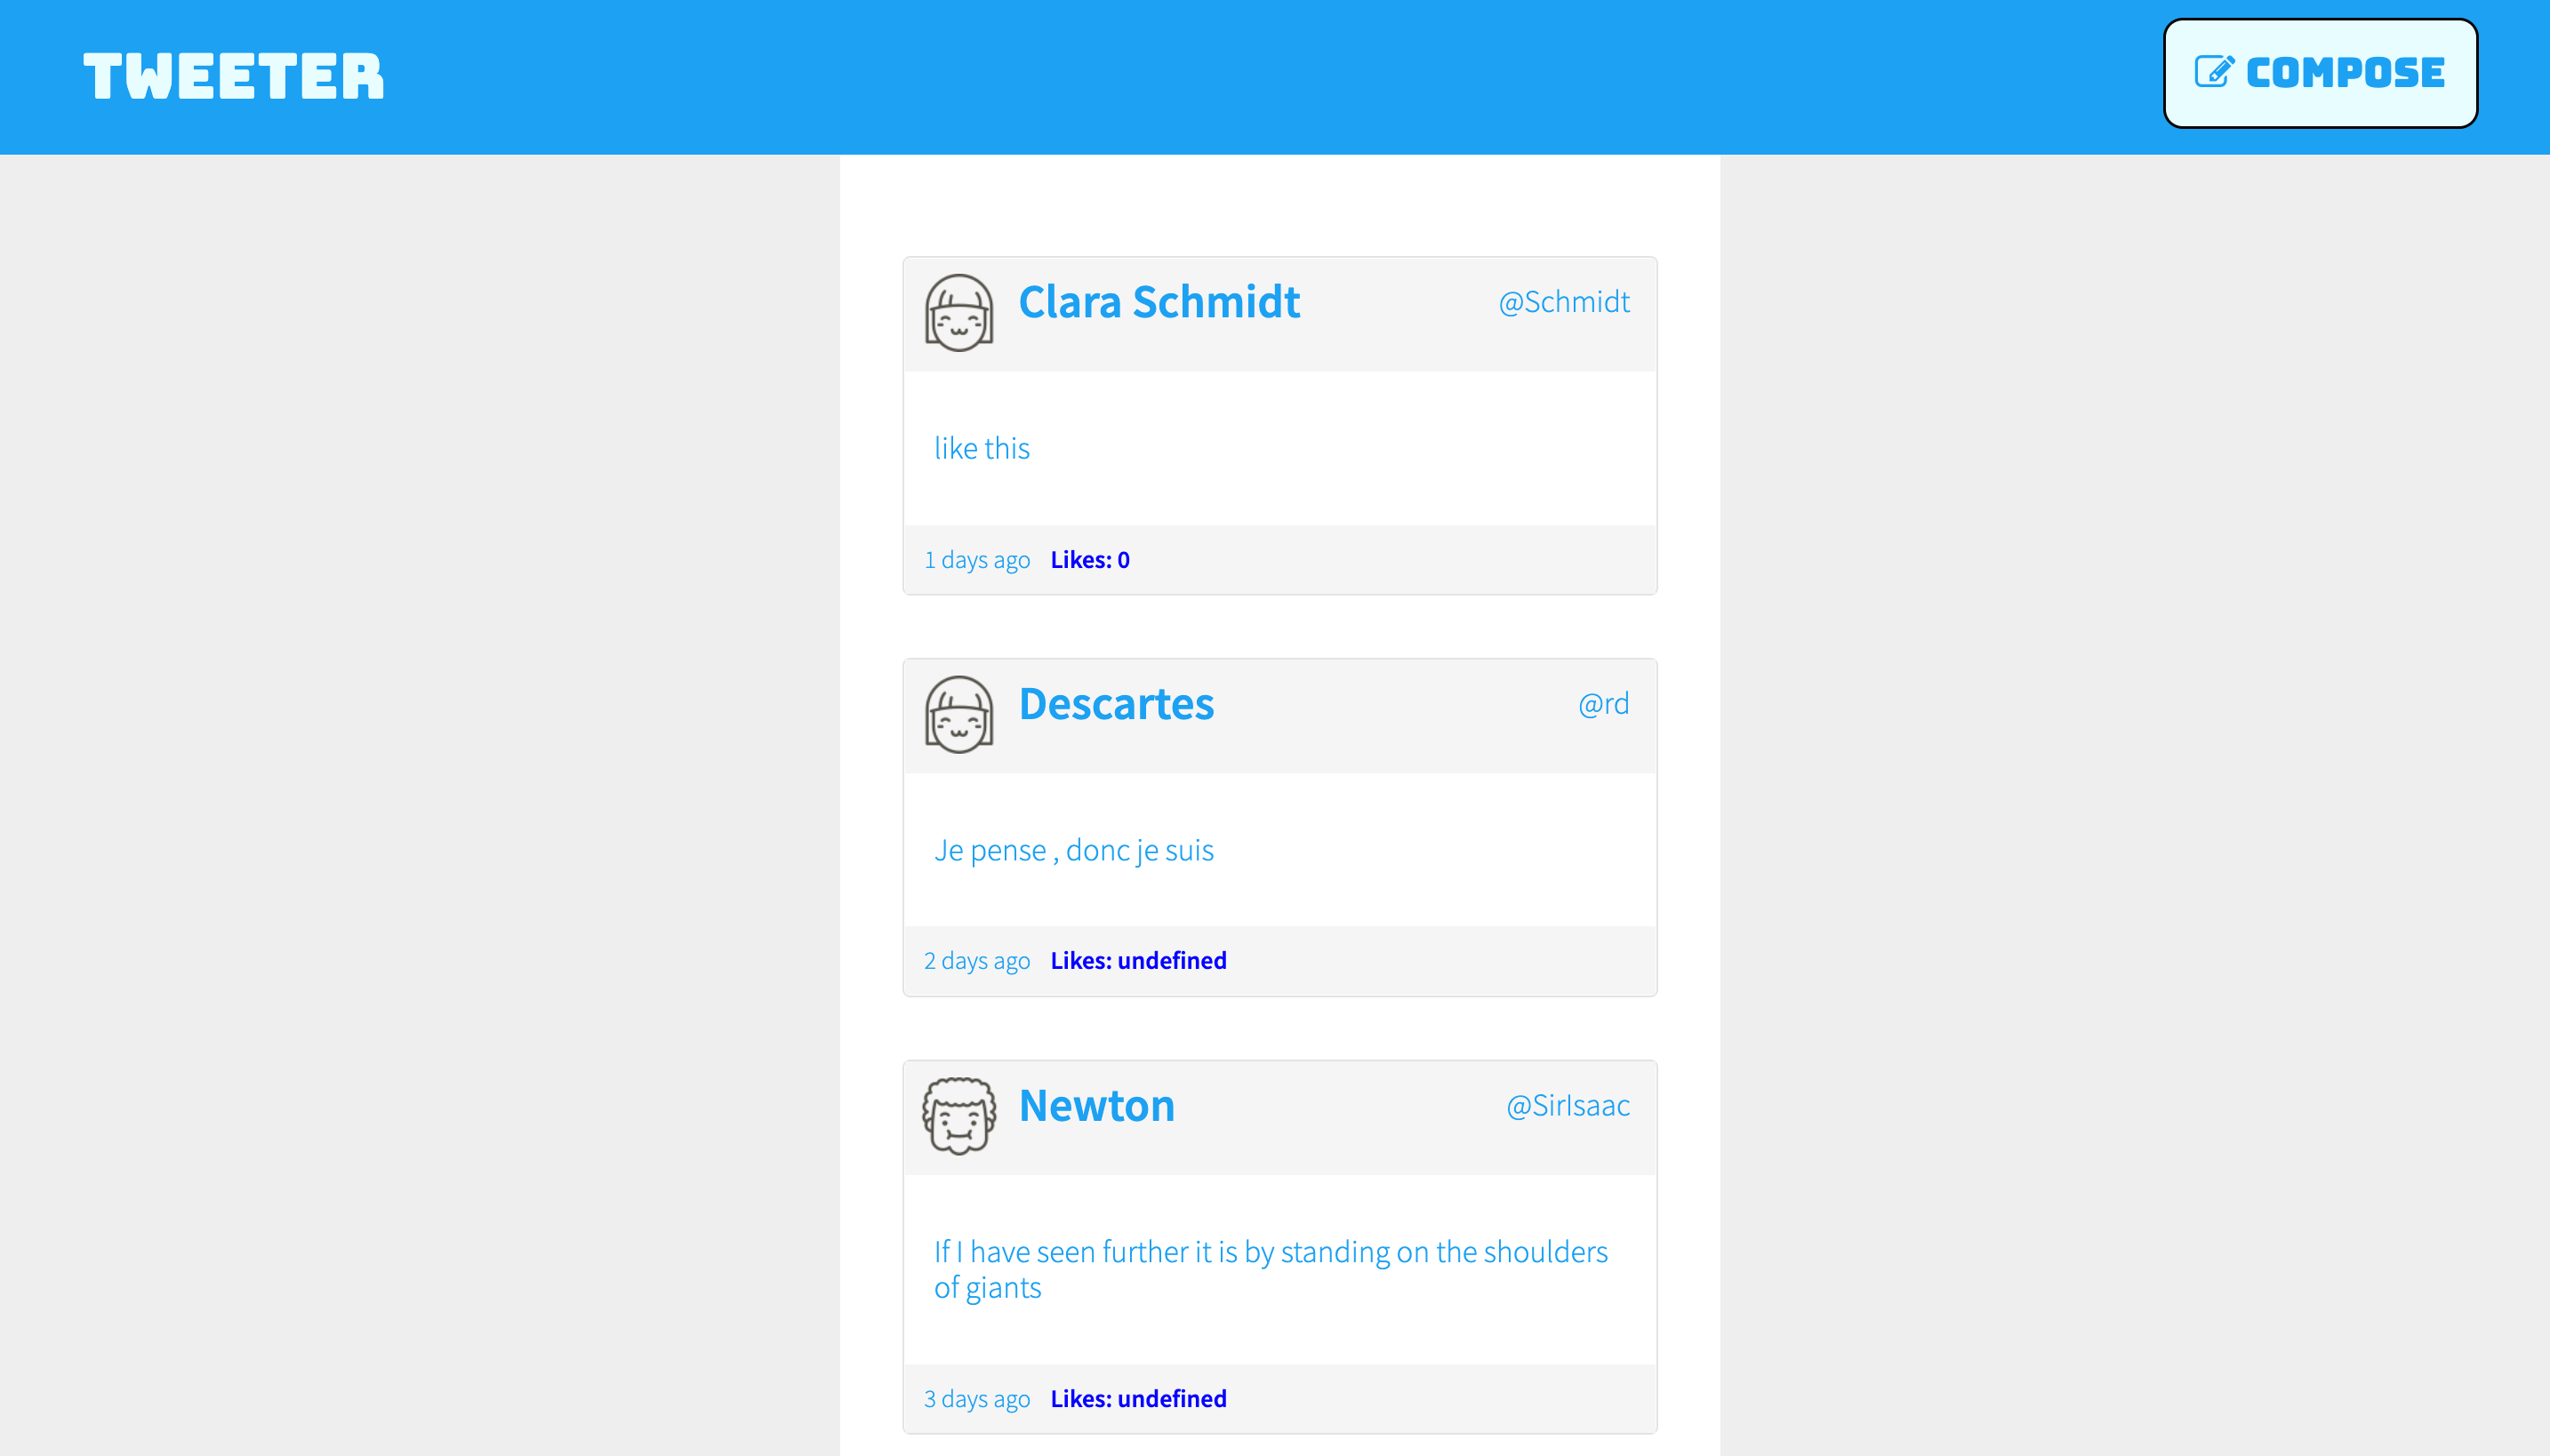 TWEETER
COMPOSE
Clara Schmidt
@Schmidt
like this
1 days ago Likes: 0
Descartes
@rd
Je pense , donc je suis
2 days ago Likes: undefined
Newton
@SirIsaac
If I have seen further it is by standing on the shoulders
of giants
3 days ago Likes: undefined